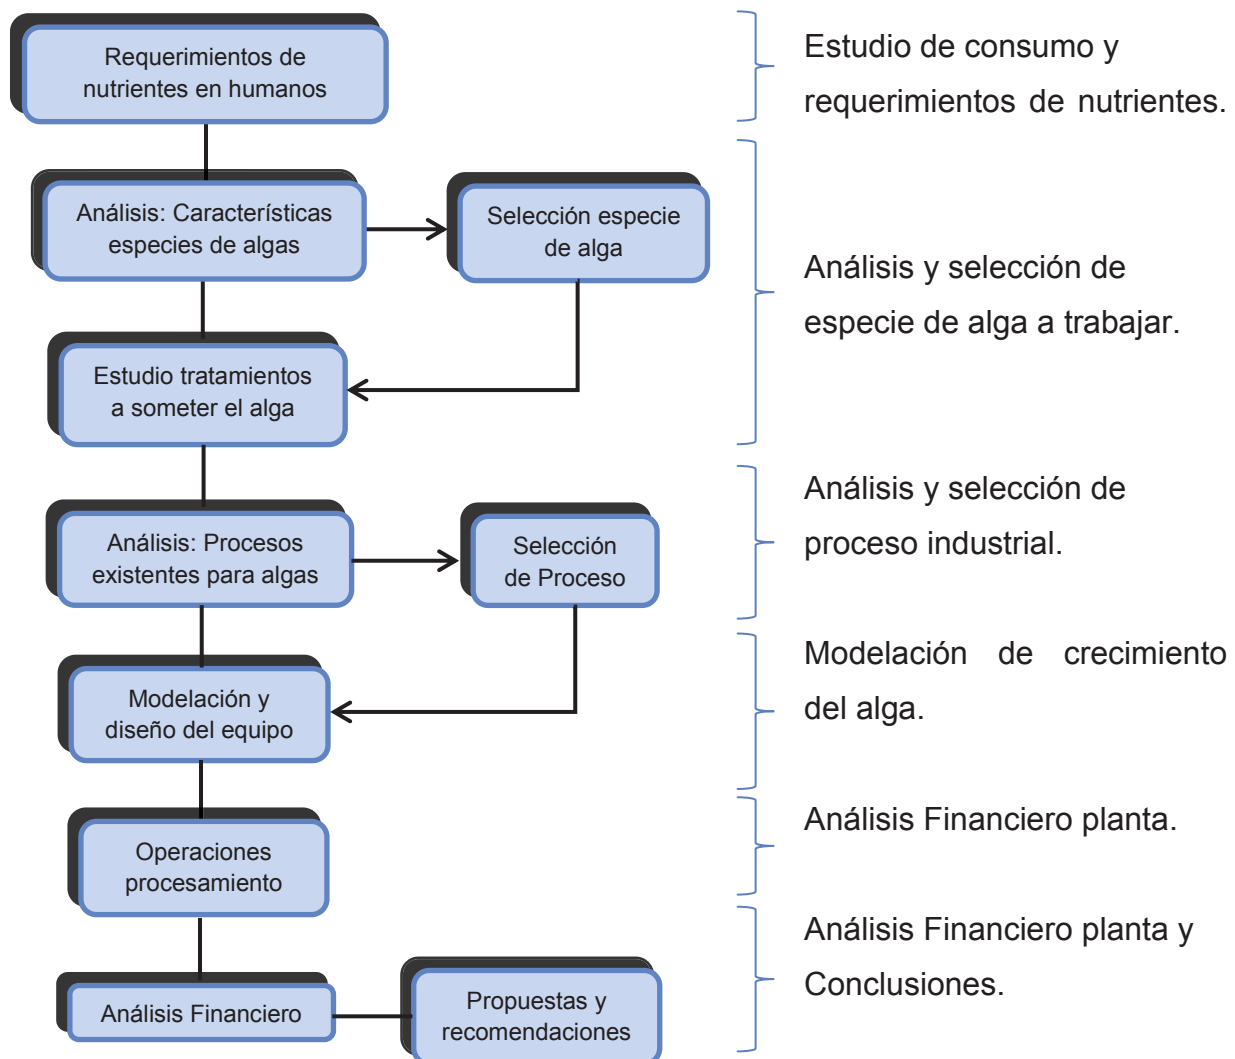 Requerimientos de
nutrientes en humanos
Estudio de consumo y
requerimientos de nutrientes.
Análisis: Características
especies de algas
Selección especie
de alga
Análisis y selección de
especie de alga a trabajar.
Estudio tratamientos
a someter el alga
Análisis: Procesos
existentes para algas
Selección
de Proceso
Análisis y selección de
proceso industrial.
Modelación y
diseño del equipo
Modelación de crecimiento
del alga.
Operaciones
procesamiento
Análisis Financiero planta.
Análisis Financiero
Propuestas y
recomendaciones
Análisis Financiero planta y
Conclusiones.